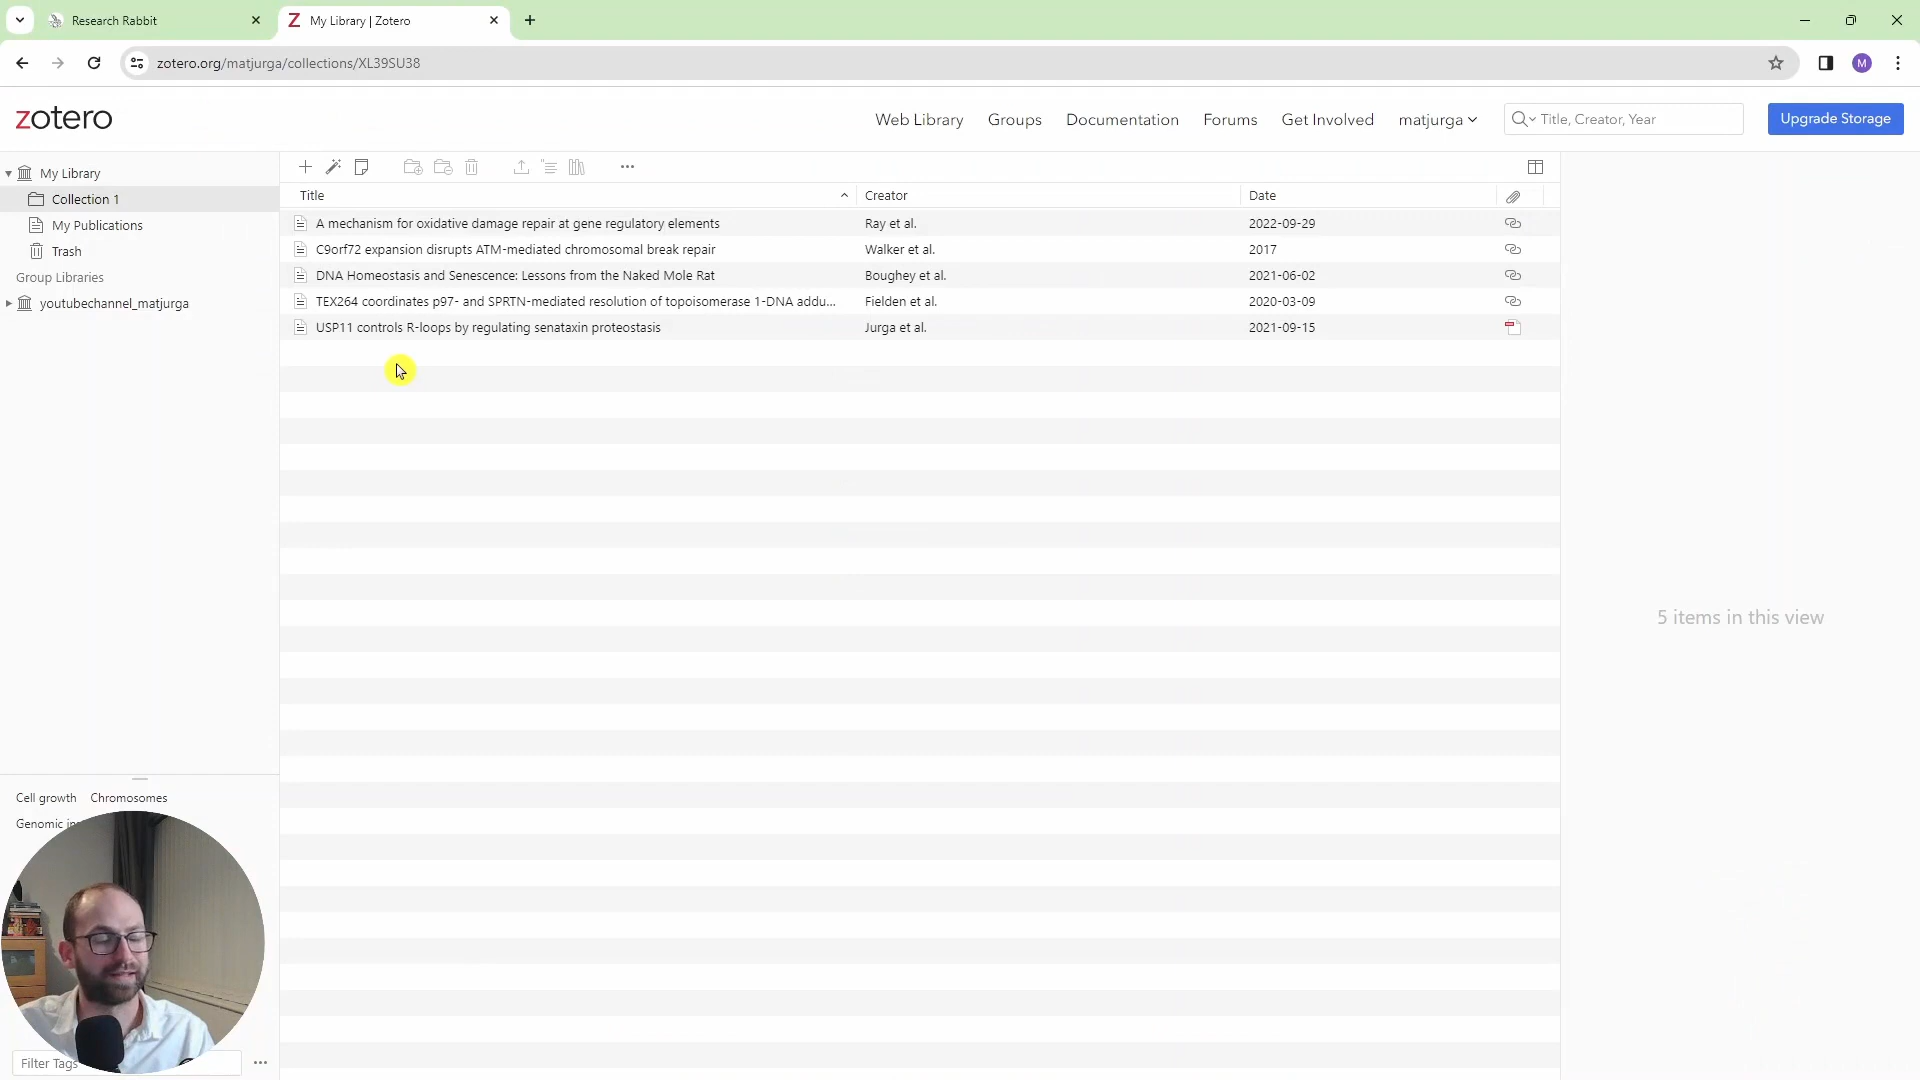 Research Rabbit
My Library | Zotero
zotero.org/matjurga/collections/XL39SU38
M
zotero
Web Library
Groups
Documentation
Forums
Get Involved
matjurga
Title, Creator, Year
Upgrade Storage
My Library
Collection 1
My Publications
Trash
Group Libraries
youtubechannel_matjurga
Title Creator Date
A mechanism for oxidative damage repair at gene regulatory elements Ray et al. 2022-09-29
C9orf72 expansion disrupts ATM-mediated chromosomal break repair Walker et al. 2017
DNA Homeostasis and Senescence: Lessons from the Naked Mole Rat Boughey et al. 2021-06-02
TEX264 coordinates p97- and SPRTN-mediated resolution of topoisomerase 1-DNA addu... Fielden et al. 2020-03-09
USP11 controls R-loops by regulating senataxin proteostasis Jurga et al. 2021-09-15
5 items in this view
Cell growth Chromosomes
Genomic
Filter Tags